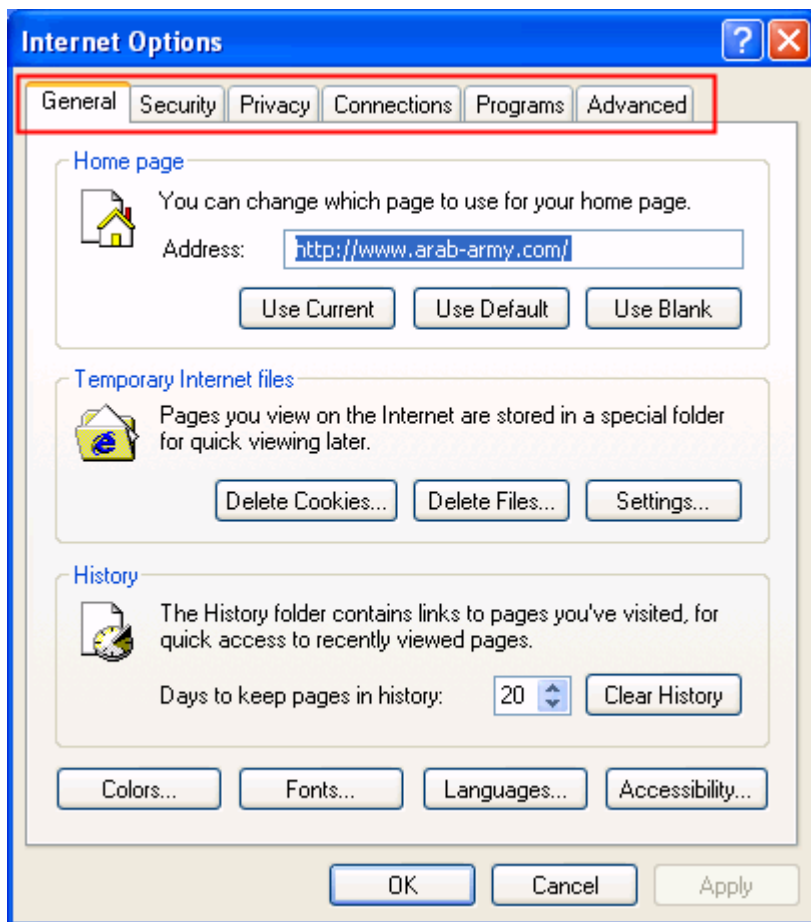 Internet Options
General Security Privacy Connections Programs Advanced
Home page
You can change which page to use for your home page.
Address: http://www.arab-army.com/
Use Current Use Default Use Blank
Temporary Internet files
Pages you view on the Internet are stored in a special folder
for quick viewing later.
Delete Cookies... Delete Files... Settings...
History
The History folder contains links to pages you've visited, for
quick access to recently viewed pages.
Days to keep pages in history: 20 Clear History
Colors... Fonts... Languages... Accessibility...
OK Cancel Apply